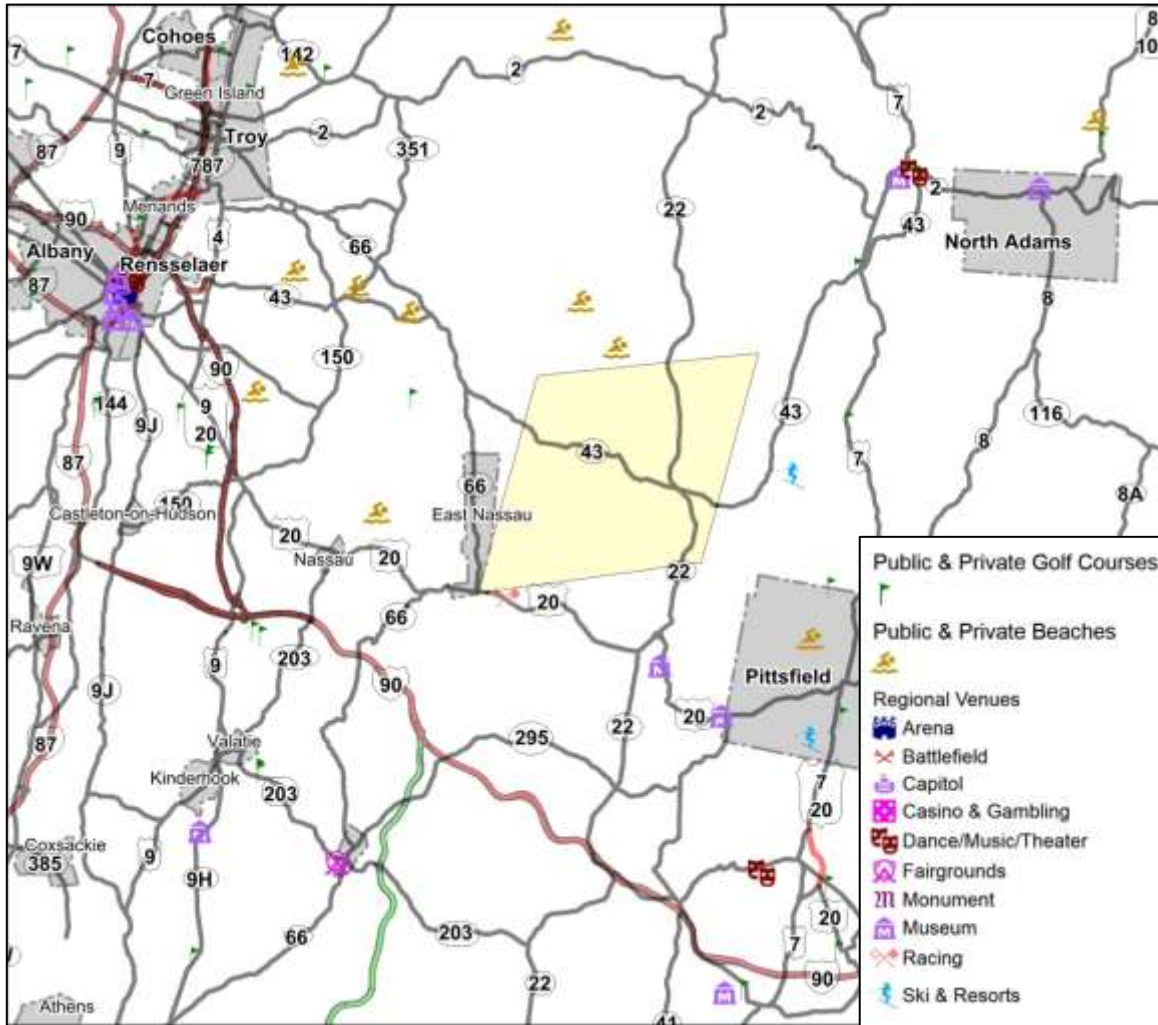 8
10
Cohoes
7
142
2
7
Green Island
7
Troy
2
2
87
9
787
351
Menands
90
4
22
2
66
43
North Adams
Albany
Rensselaer
87
43
8
150
90
144
9J
9
20
43
116
87
43
8
7
66
8A
150
Castleton-on-Hudson
East Nassau
20
Nassau
20
9W
22
20
66
Ravena
203
9
9J
90
Pittsfield
20
22
295
87
Valatie
Kinderhook
203
7
20
Coxsackie
385
9
9H
66
203
20
7
90
22
41
Athens
Public & Private Golf Courses
Public & Private Beaches
Regional Venues
Arena
Battlefield
Capitol
Casino & Gambling
Dance/Music/Theater
Fairgrounds
Monument
Museum
Racing
Ski & Resorts